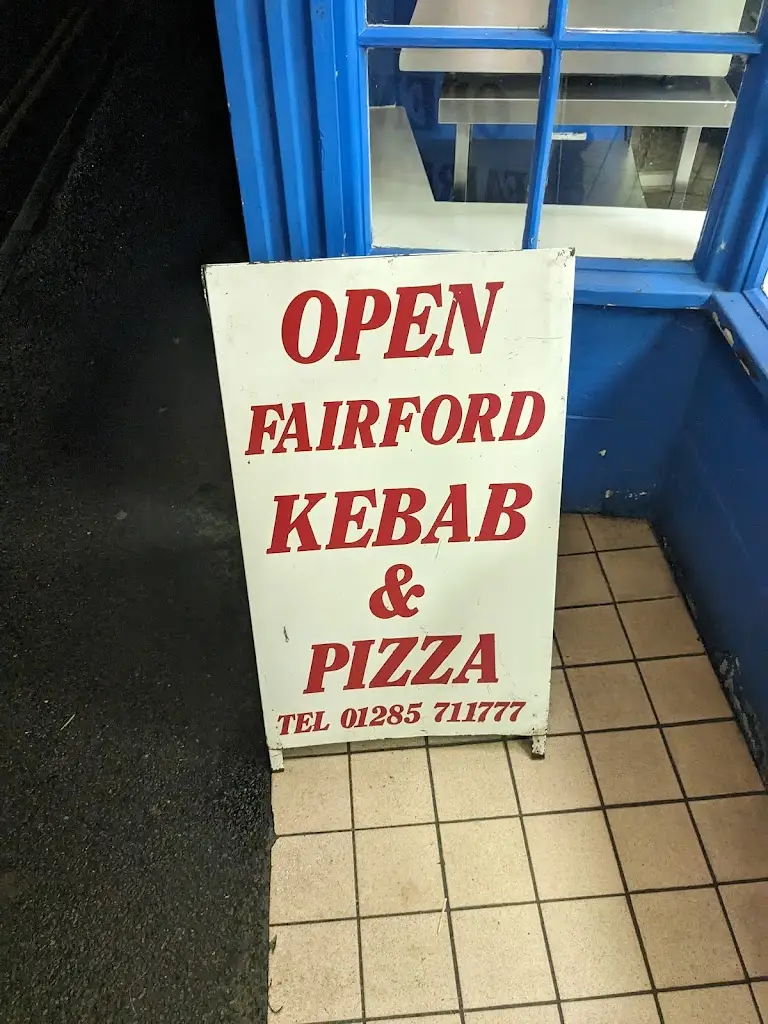 OPEN
FAIRFORD
KEBAB
&
PIZZA
TEL 01285 711777